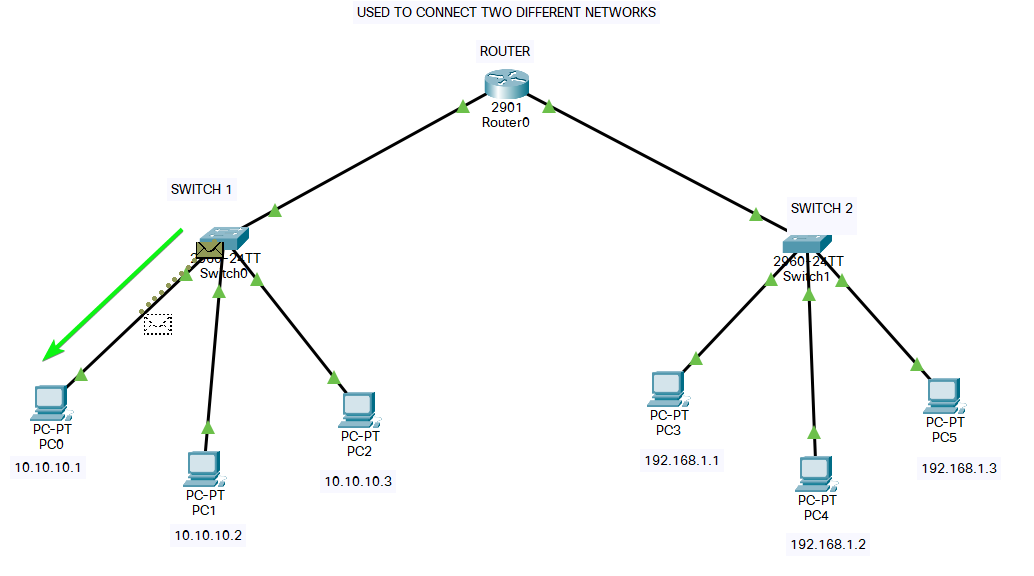 USED TO CONNECT TWO DIFFERENT NETWORKS
ROUTER
2901
Router0
SWITCH 1
2960-24TT
Switch0
SWITCH 2
2960-24TT
Switch1
PC-PT
PC0
10.10.10.1
PC-PT
PC1
10.10.10.2
PC-PT
PC2
10.10.10.3
PC-PT
PC3
192.168.1.1
PC-PT
PC4
192.168.1.2
PC-PT
PC5
192.168.1.3